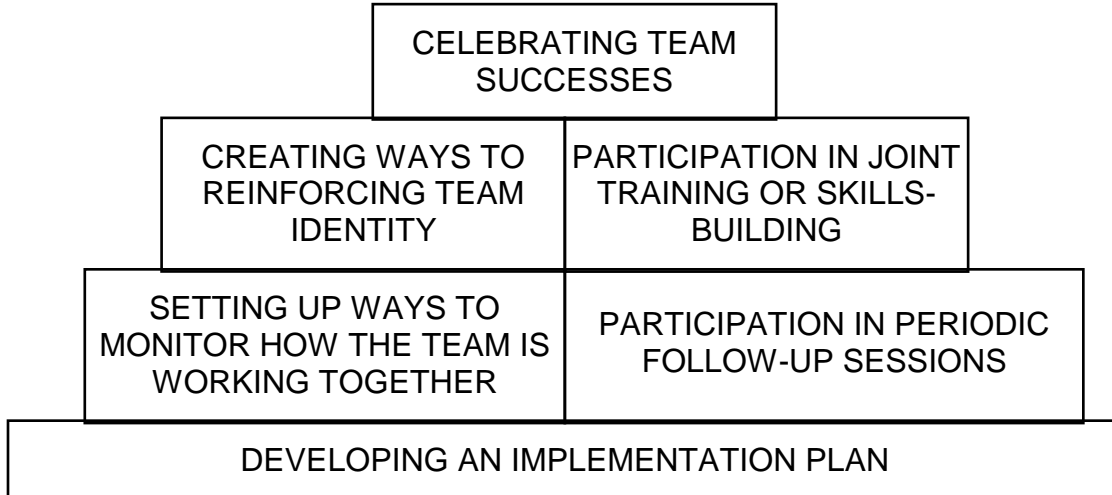 CELEBRATING TEAM
SUCCESSES
CREATING WAYS TO
REINFORCING TEAM
IDENTITY
PARTICIPATION IN JOINT
TRAINING OR SKILLS-
BUILDING
SETTING UP WAYS TO
MONITOR HOW THE TEAM IS
WORKING TOGETHER
PARTICIPATION IN PERIODIC
FOLLOW-UP SESSIONS
DEVELOPING AN IMPLEMENTATION PLAN